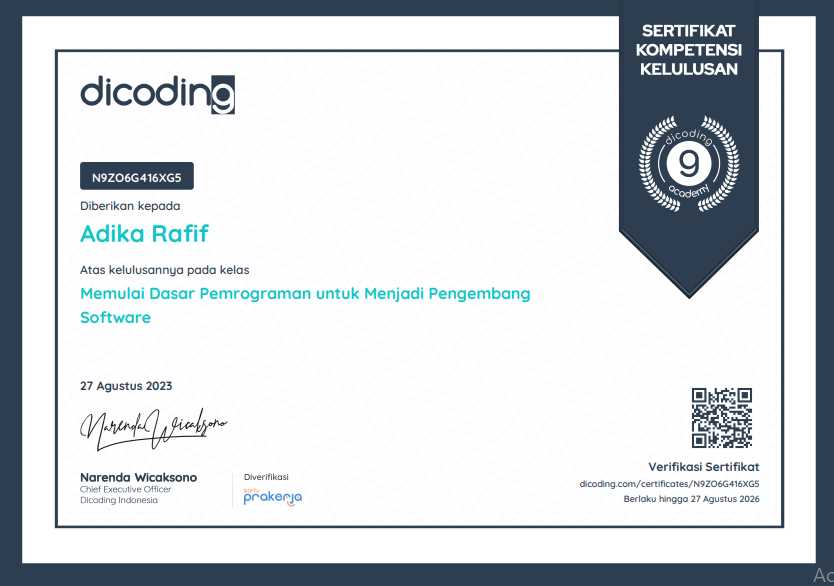 SERTIFIKAT
KOMPETENSI
KELULUSAN
dicoding
dicoding
9
academy
N9ZO6G416XG5
Diberikan kepada
Adika Rafif
Atas kelulusannya pada kelas
Memulai Dasar Pemrograman untuk Menjadi Pengembang
Software
27 Agustus 2023
Narenda Wicaksono
Narenda Wicaksono
Chief Executive Officer
Dicoding Indonesia
Diverifikasi
kartu
prakerja
Verifikasi Sertifikat
dicoding.com/certificates/N9ZO6G416XG5
Berlaku hingga 27 Agustus 2026